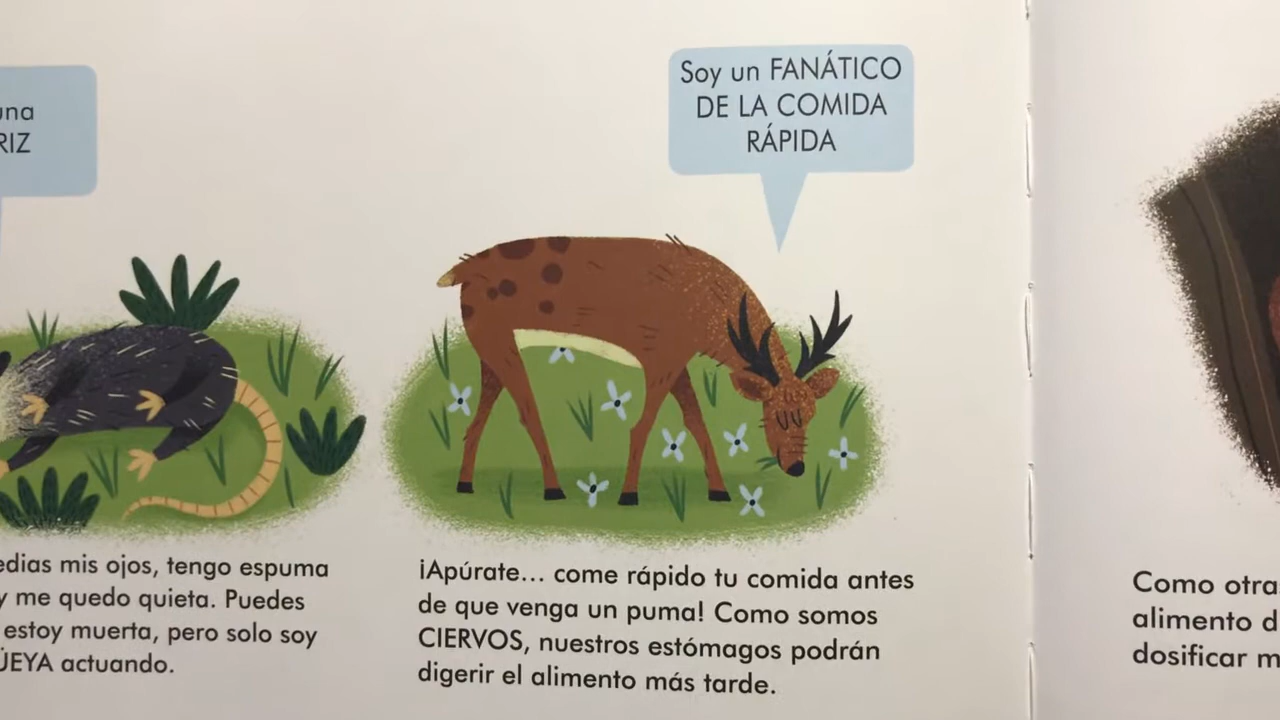 una
RIZ
edias mis ojos, tengo espuma
y me quedo quieta. Puedes
estoy muerta, pero solo soy
ÜEYA actuando.
Soy un FANÁTICO
DE LA COMIDA
RÁPIDA
¡Apúrate... come rápido tu comida antes
de que venga un puma! Como somos
CIERVOS, nuestros estómagos podrán
digerir el alimento más tarde.
Como otra
alimento d
dosificar m